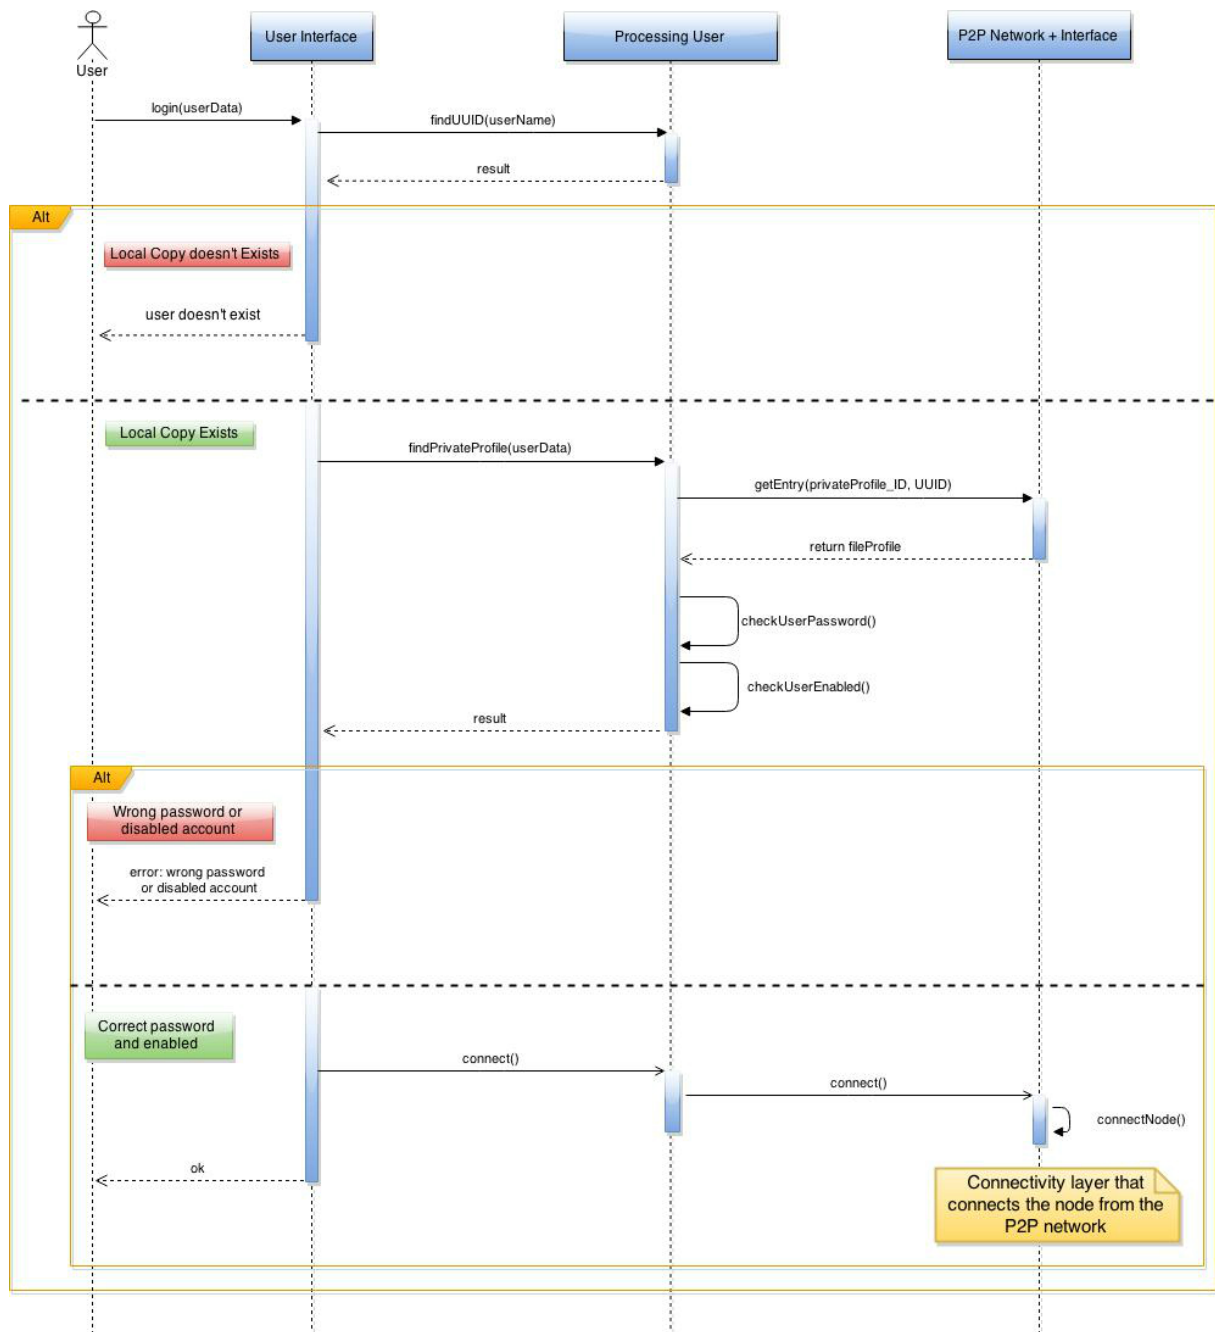 User
User Interface
Processing User
P2P Network + Interface
login(userData)
findUUID(userName)
result
Alt
Local Copy doesn't Exists
user doesn't exist
Local Copy Exists
findPrivateProfile(userData)
getEntry(privateProfile_ID, UUID)
return fileProfile
checkUserPassword()
checkUserEnabled()
result
Alt
Wrong password or
disabled account
error: wrong password
or disabled account
Correct password
and enabled
connect()
connect()
connectNode()
ok
Connectivity layer that
connects the node from the
P2P network